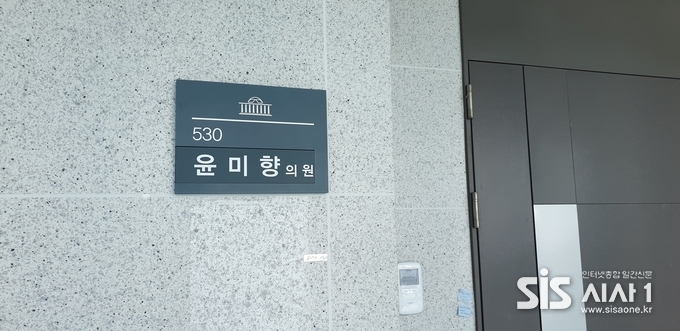 530
윤미향의원
인터넷종합 일간신문
sis 시사1
www.sisaone.kr